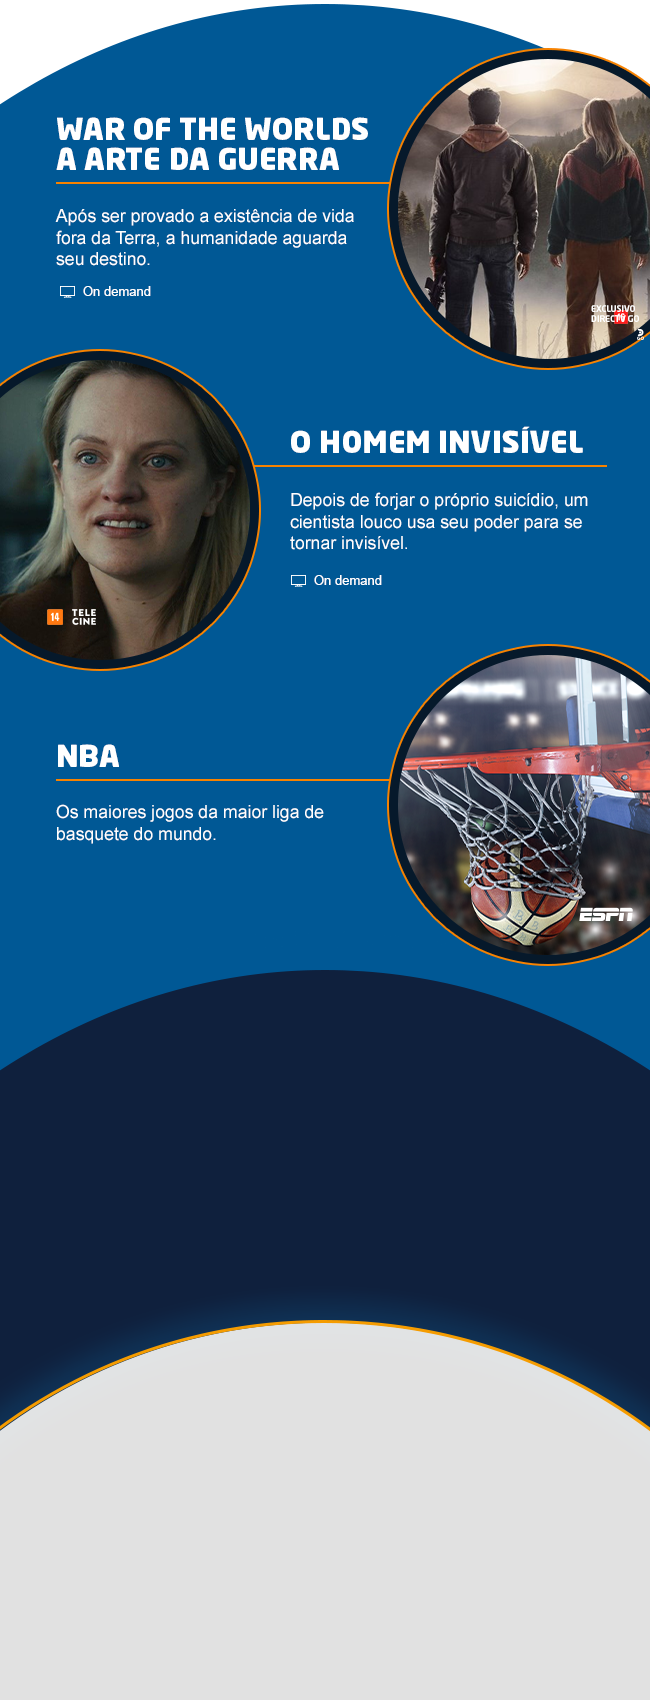 WAR OF THE WORLDS
A ARTE DA GUERRA
Após ser provado a existência de vida
fora da Terra, a humanidade aguarda
seu destino.
On demand
EXCLUSIVO
DIRECTV GO
O HOMEM INVISÍVEL
Depois de forjar o próprio suicídio, um
cientista louco usa seu poder para se
tornar invisível.
On demand
14 TELE
CINE
NBA
Os maiores jogos da maior liga de
basquete do mundo.
ESPN